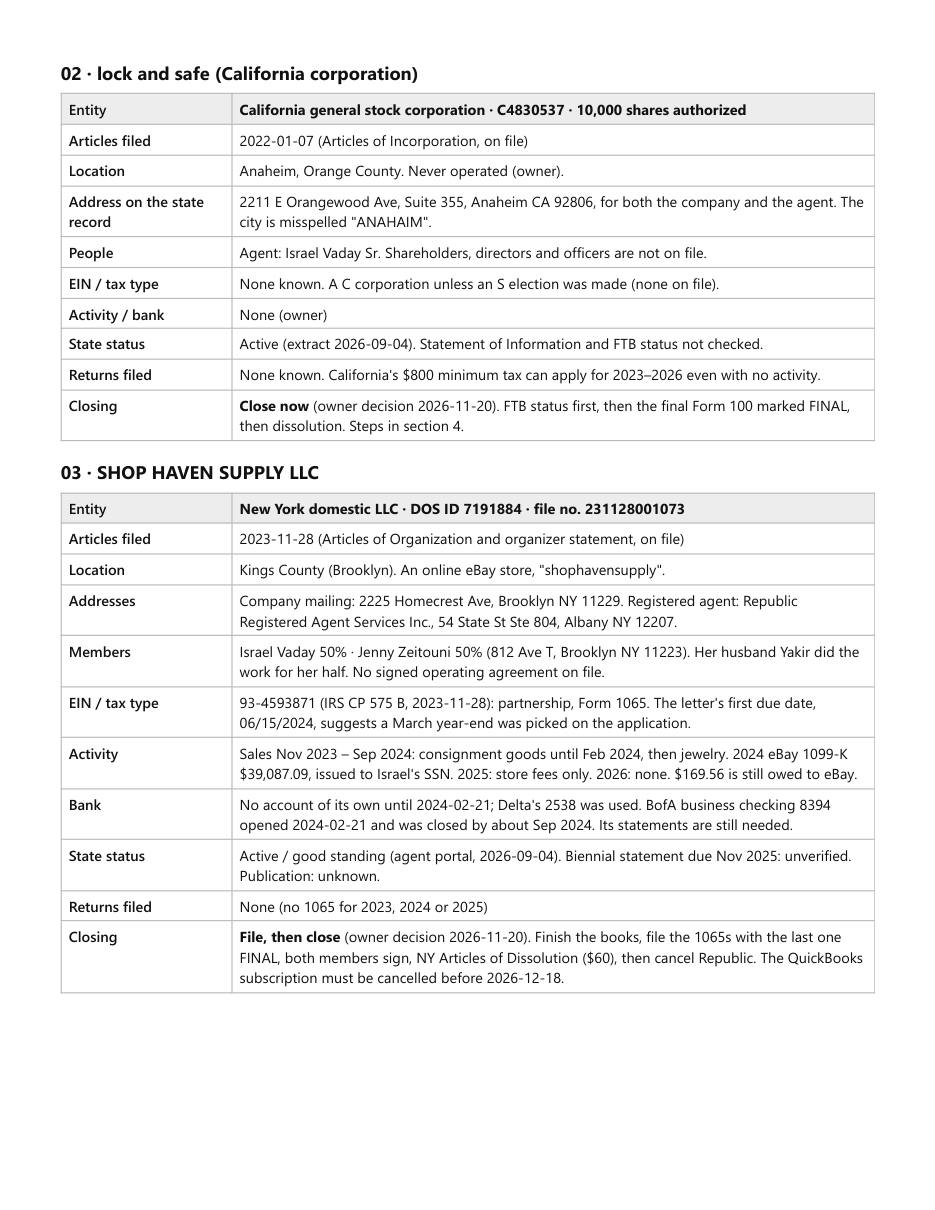 02 · lock and safe (California corporation)
Entity California general stock corporation · C4830537 · 10,000 shares authorized
Articles filed 2022-01-07 (Articles of Incorporation, on file)
Location Anaheim, Orange County. Never operated (owner).
Address on the state 2211 E Orangewood Ave, Suite 355, Anaheim CA 92806, for both the company and the agent. The
record city is misspelled "ANAHAIM".
People Agent: Israel Vaday Sr. Shareholders, directors and officers are not on file.
EIN / tax type None known. A C corporation unless an S election was made (none on file).
Activity / bank None (owner)
State status Active (extract 2026-09-04). Statement of Information and FTB status not checked.
Returns filed None known. California's $800 minimum tax can apply for 2023–2026 even with no activity.
Closing Close now (owner decision 2026-11-20). FTB status first, then the final Form 100 marked FINAL,
then dissolution. Steps in section 4.
03 · SHOP HAVEN SUPPLY LLC
Entity New York domestic LLC · DOS ID 7191884 · file no. 231128001073
Articles filed 2023-11-28 (Articles of Organization and organizer statement, on file)
Location Kings County (Brooklyn). An online eBay store, "shophavensupply".
Addresses Company mailing: 2225 Homecrest Ave, Brooklyn NY 11229. Registered agent: Republic
Registered Agent Services Inc., 54 State St Ste 804, Albany NY 12207.
Members Israel Vaday 50% · Jenny Zeitouni 50% (812 Ave T, Brooklyn NY 11223). Her husband Yakir did the
work for her half. No signed operating agreement on file.
EIN / tax type 93-4593871 (IRS CP 575 B, 2023-11-28): partnership, Form 1065. The letter's first due date,
06/15/2024, suggests a March year-end was picked on the application.
Activity Sales Nov 2023 – Sep 2024: consignment goods until Feb 2024, then jewelry. 2024 eBay 1099-K
$39,087.09, issued to Israel's SSN. 2025: store fees only. 2026: none. $169.56 is still owed to eBay.
Bank No account of its own until 2024-02-21; Delta's 2538 was used. BofA business checking 8394
opened 2024-02-21 and was closed by about Sep 2024. Its statements are still needed.
State status Active / good standing (agent portal, 2026-09-04). Biennial statement due Nov 2025: unverified.
Publication: unknown.
Returns filed None (no 1065 for 2023, 2024 or 2025)
Closing File, then close (owner decision 2026-11-20). Finish the books, file the 1065s with the last one
FINAL, both members sign, NY Articles of Dissolution ($60), then cancel Republic. The QuickBooks
subscription must be cancelled before 2026-12-18.